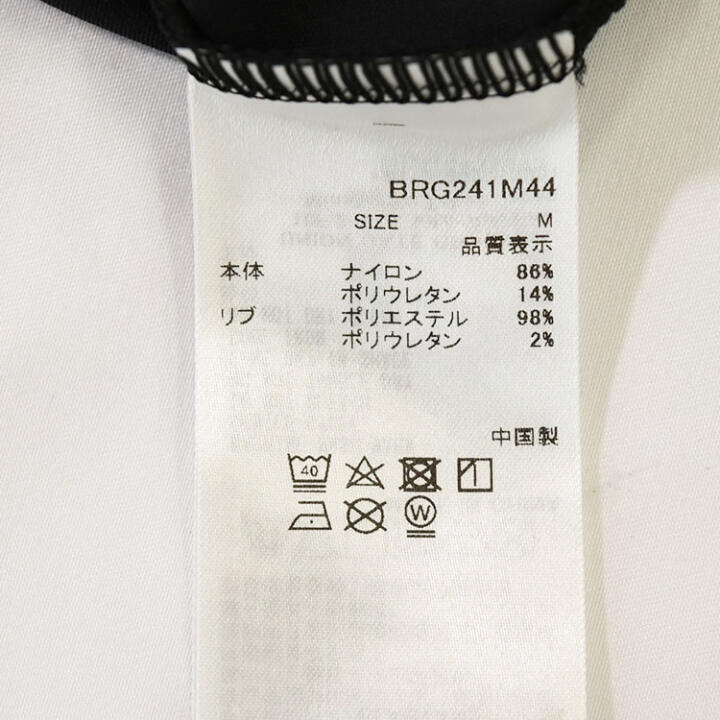 BRG241M44
SIZE M
品質表示
本体 ナイロン 86%
ポリウレタン 14%
リブ ポリエステル 98%
ポリウレタン 2%
中国製
40
W